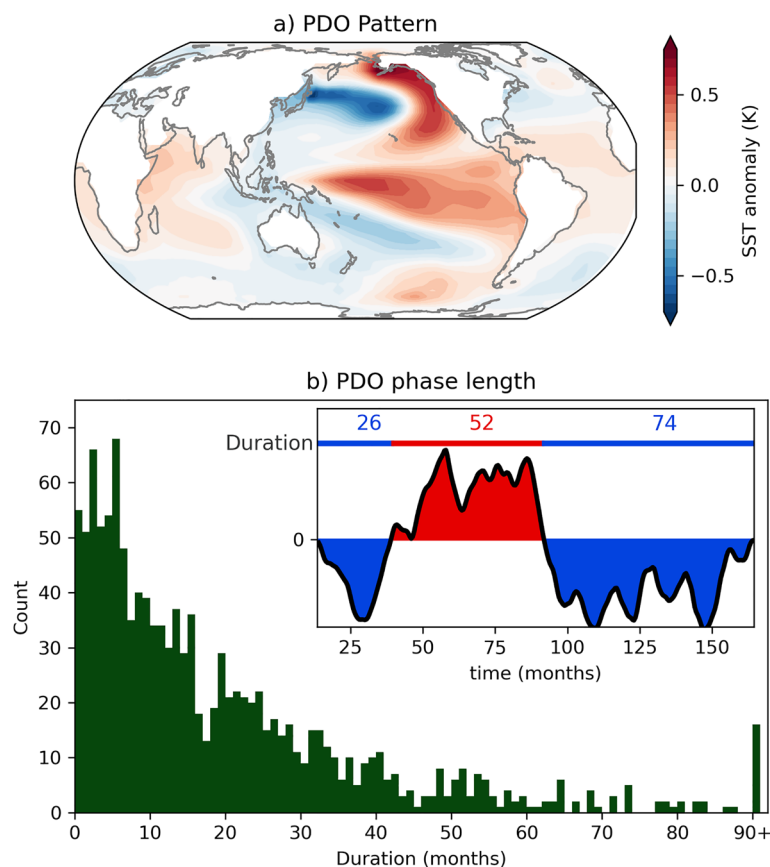 a) PDO Pattern
0.5
0.0
−0.5
SST anomaly (K)
b) PDO phase length
70
60
50
40
30
20
10
0
Count
0 10 20 30 40 50 60 70 80 90+
Duration (months)
26 52 74
Duration
0
25 50 75 100 125 150
time (months)